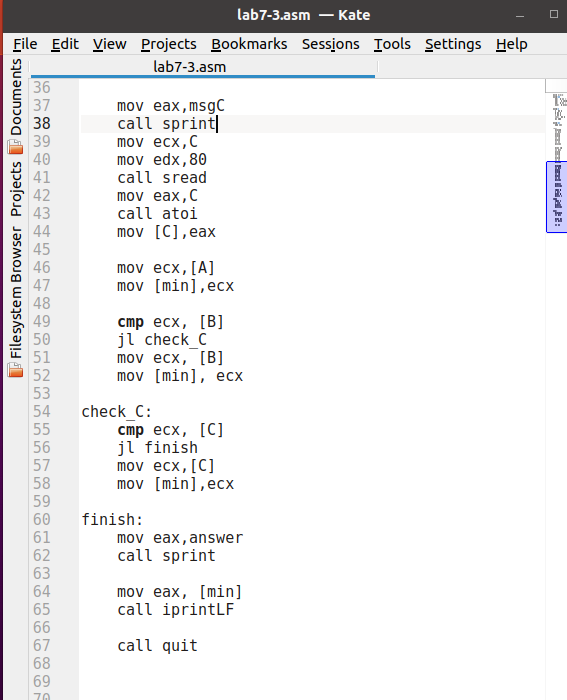 lab7-3.asm — Kate
File Edit View Projects Bookmarks Sessions Tools Settings Help
lab7-3.asm
Documents
Projects
Filesystem Browser
36
37 mov eax,msgC
38 call sprint
39 mov ecx,C
40 mov edx,80
41 call sread
42 mov eax,C
43 call atoi
44 mov [C],eax
45
46 mov ecx,[A]
47 mov [min],ecx
48
49 cmp ecx, [B]
50 jl check_C
51 mov ecx, [B]
52 mov [min], ecx
53
54 check_C:
55 cmp ecx, [C]
56 jl finish
57 mov ecx,[C]
58 mov [min],ecx
59
60 finish:
61 mov eax,answer
62 call sprint
63
64 mov eax, [min]
65 call iprintLF
66
67 call quit
68
69
70